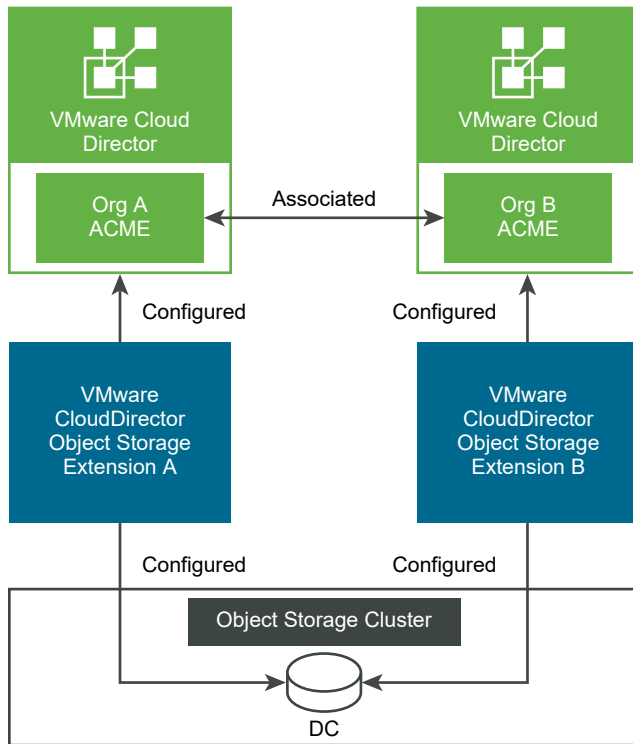 VMware Cloud
Director
VMware Cloud
Director
Org A
ACME
Associated
Org B
ACME
Configured
Configured
VMware
CloudDirector
Object Storage
Extension A
VMware
CloudDirector
Object Storage
Extension B
Configured
Configured
Object Storage Cluster
DC